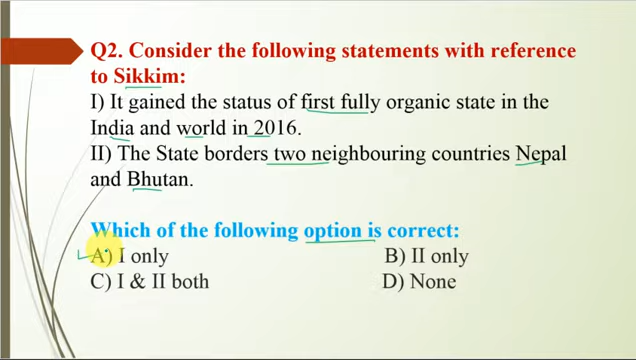 Q2. Consider the following statements with reference
to Sikkim:
I) It gained the status of first fully organic state in the
India and world in 2016.
II) The State borders two neighbouring countries Nepal
and Bhutan.
Which of the following option is correct:
A) I only B) II only
C) I & II both D) None